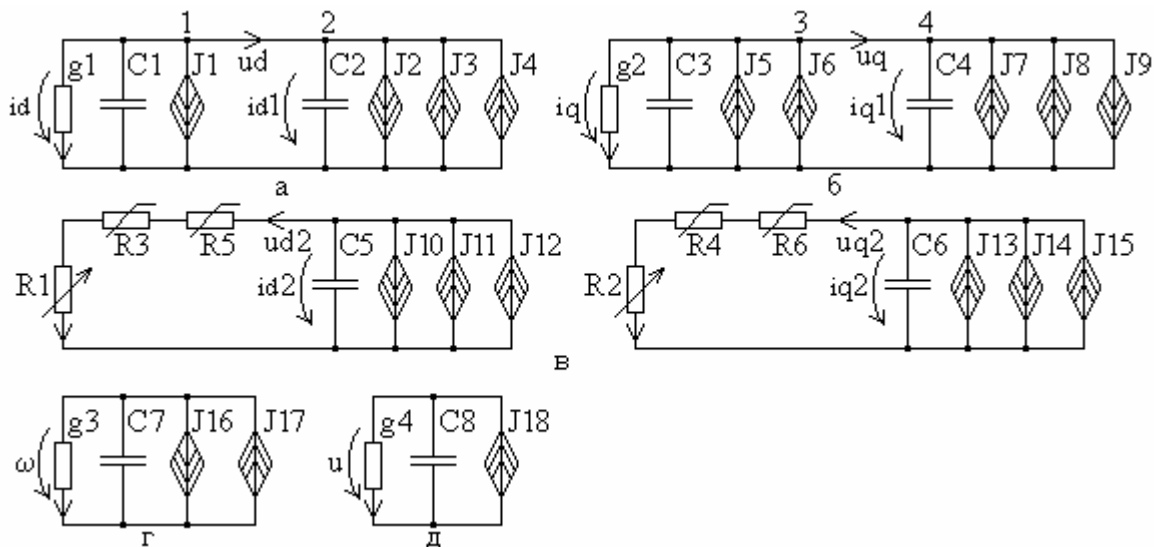 1 2 3 4
g1 C1 J1 ud C2 J2 J3 J4 g2 C3 J5 J6 uq C4 J7 J8 J9
id id1 iq iq1
а б
R3 R5 ud2 C5 J10 J11 J12 R4 R6 uq2 C6 J13 J14 J15
R1 id2 R2 iq2
в
g3 C7 J16 J17 g4 C8 J18
ω u
г д